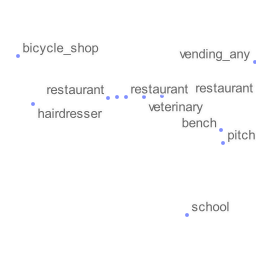 bicycle_shop
vending_any
restaurant
restaurant
restaurant
veterinary
hairdresser
bench
pitch
school